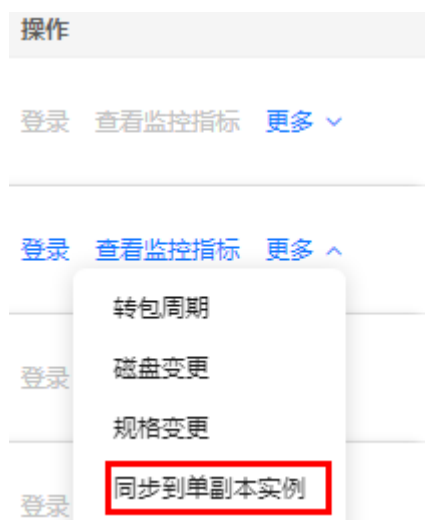 操作
登录 查看监控指标 更多
登录 查看监控指标 更多
转包周期
磁盘变更
登录
规格变更
同步到单副本实例
登录